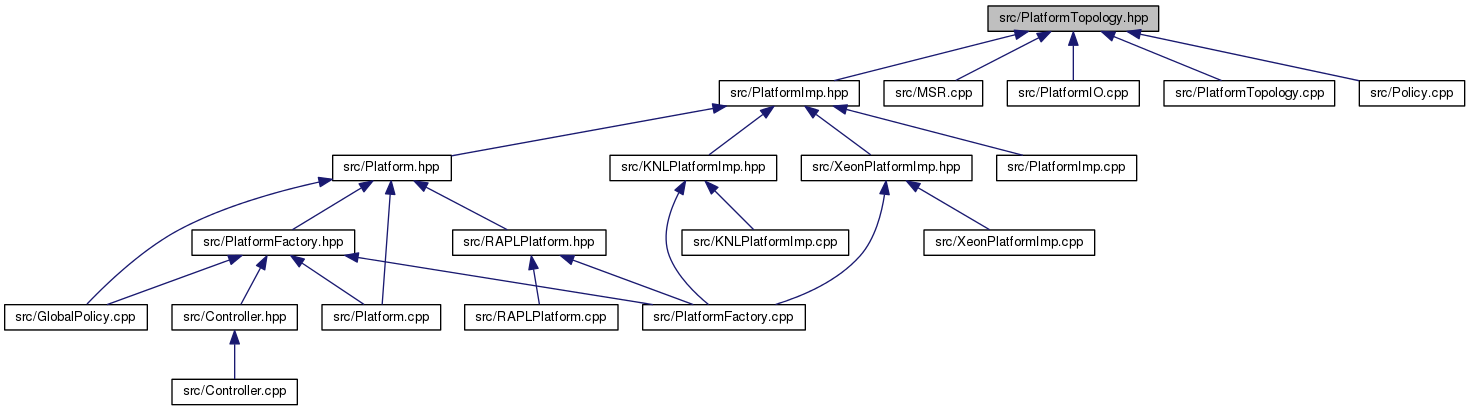 src/PlatformTopology.hpp
src/PlatformImp.hpp
src/MSR.cpp
src/PlatformIO.cpp
src/PlatformTopology.cpp
src/Policy.cpp
src/Platform.hpp
src/KNLPlatformImp.hpp
src/XeonPlatformImp.hpp
src/PlatformImp.cpp
src/PlatformFactory.hpp
src/RAPLPlatform.hpp
src/KNLPlatformImp.cpp
src/XeonPlatformImp.cpp
src/GlobalPolicy.cpp
src/Controller.hpp
src/Platform.cpp
src/RAPLPlatform.cpp
src/PlatformFactory.cpp
src/Controller.cpp